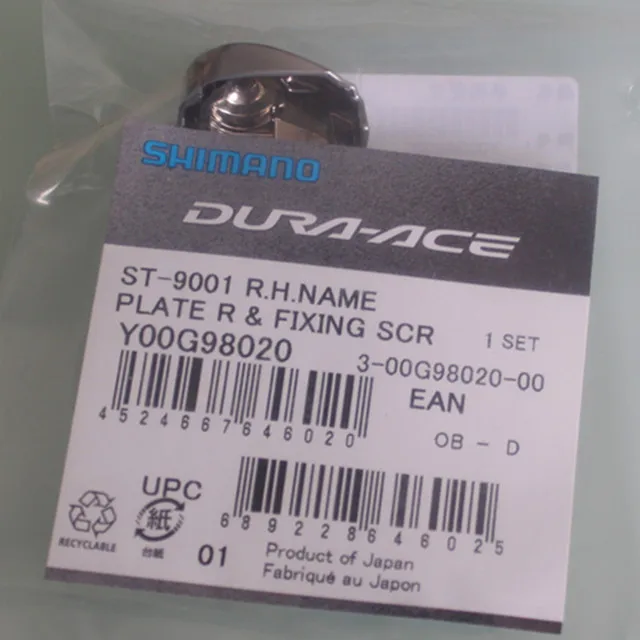 SHIMANO
DURA-ACE
ST-9001 R.H.NAME
PLATE R & FIXING SCR 1 SET
Y00G98020 3-00G98020-00
EAN
4524667646020
OB - D
UPC
紙
689228646025
RECYCLABLE
台紙
01
Product of Japan
Fabriqué au Japon